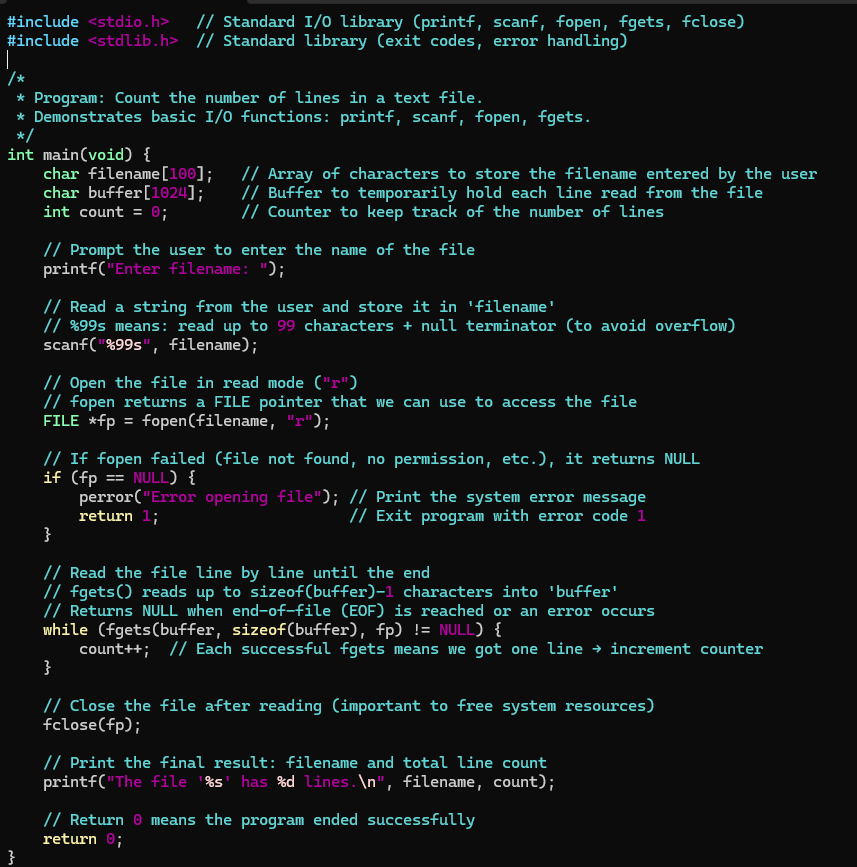 #include <stdio.h>   // Standard I/O library (printf, scanf, fopen, fgets, fclose)
#include <stdlib.h>  // Standard library (exit codes, error handling)

/*
 * Program: Count the number of lines in a text file.
 * Demonstrates basic I/O functions: printf, scanf, fopen, fgets.
 */
int main(void) {
    char filename[100];   // Array of characters to store the filename entered by the user
    char buffer[1024];    // Buffer to temporarily hold each line read from the file
    int count = 0;        // Counter to keep track of the number of lines

    // Prompt the user to enter the name of the file
    printf("Enter filename: ");

    // Read a string from the user and store it in 'filename'
    // %99s means: read up to 99 characters + null terminator (to avoid overflow)
    scanf("%99s", filename);

    // Open the file in read mode ("r")
    // fopen returns a FILE pointer that we can use to access the file
    FILE *fp = fopen(filename, "r");

    // If fopen failed (file not found, no permission, etc.), it returns NULL
    if (fp == NULL) {
        perror("Error opening file"); // Print the system error message
        return 1;                     // Exit program with error code 1
    }

    // Read the file line by line until the end
    // fgets() reads up to sizeof(buffer)-1 characters into 'buffer'
    // Returns NULL when end-of-file (EOF) is reached or an error occurs
    while (fgets(buffer, sizeof(buffer), fp) != NULL) {
        count++;  // Each successful fgets means we got one line → increment counter
    }

    // Close the file after reading (important to free system resources)
    fclose(fp);

    // Print the final result: filename and total line count
    printf("The file '%s' has %d lines.\n", filename, count);

    // Return 0 means the program ended successfully
    return 0;
}